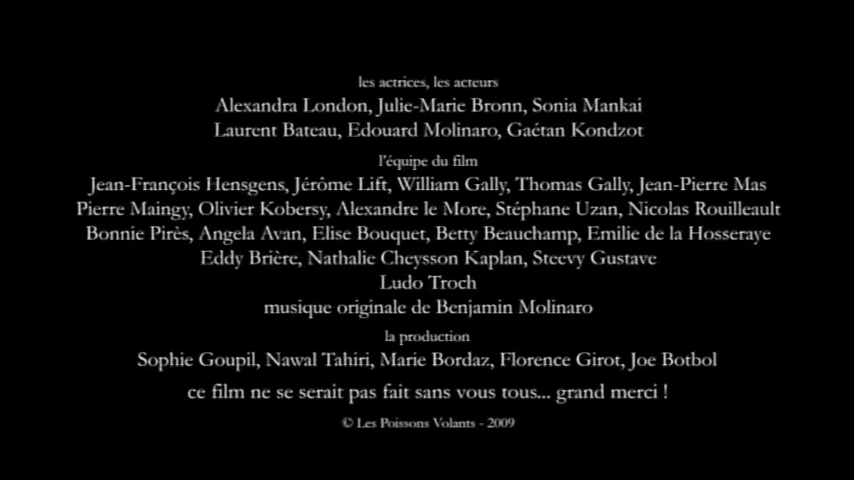 les actrices, les acteurs
Alexandra London, Julie-Marie Bronn, Sonia Mankai
Laurent Bateau, Edouard Molinaro, Gaétan Kondzot
l'équipe du film
Jean-François Hensgens, Jérôme Lift, William Gally, Thomas Gally, Jean-Pierre Mas
Pierre Maingy, Olivier Kobersy, Alexandre le More, Stéphane Uzan, Nicolas Rouilleault
Bonnie Pirès, Angela Avan, Elise Bouquet, Betty Beauchamp, Emilie de la Hosseraye
Eddy Brière, Nathalie Cheysson Kaplan, Steevy Gustave
Ludo Troch
musique originale de Benjamin Molinaro
la production
Sophie Goupil, Nawal Tahiri, Marie Bordaz, Florence Girot, Joe Botbol
ce film ne se serait pas fait sans vous tous... grand merci !
© Les Poissons Volants - 2009